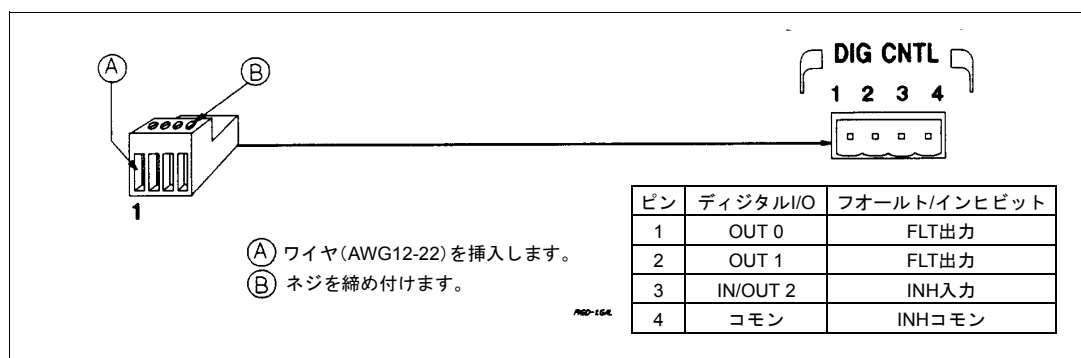 A
B
DIG CNTL
1 2 3 4
1
A ワイヤ(AWG12-22)を挿入します。
B ネジを締め付けます。
ピン ディジタルI/O フオールト/インヒビット
1 OUT 0 FLT出力
2 OUT 1 FLT出力
3 IN/OUT 2 INH入力
4 コモン INHコモン